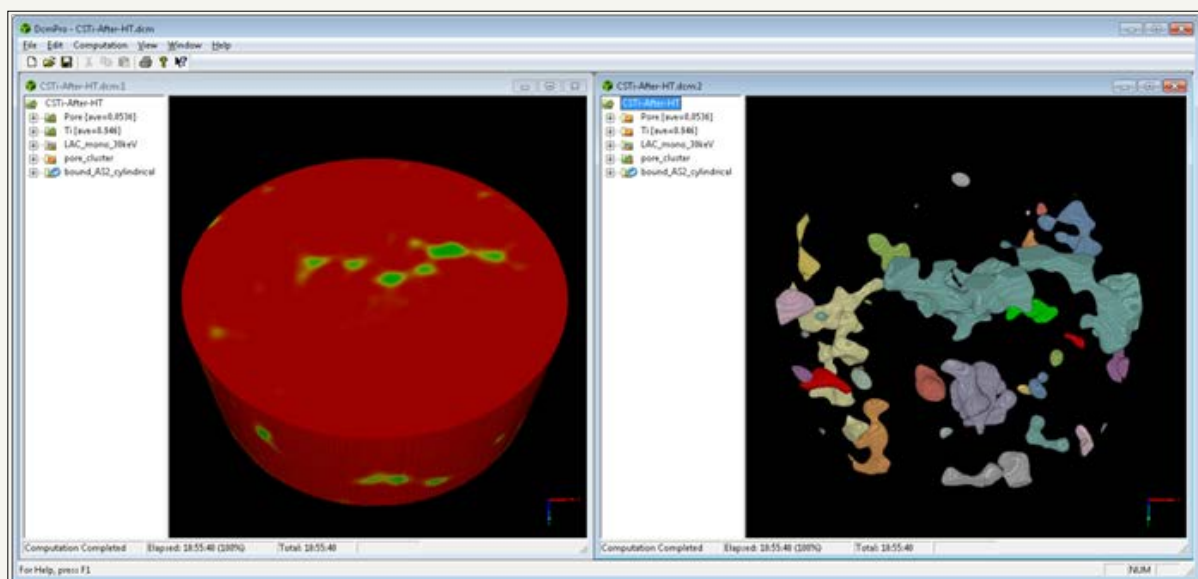 DcmPro - CSTi-After-HT.dcm
File Edit Computation View Window Help
CSTi-After-HT.dcm:1
CSTi-After-HT
Pore [ave=0.0536]
Ti [ave=0.946]
LAC_mono_30keV
pore_cluster
bound_AS2_cylindrical
Computation Completed Elapsed: 18:55:40 (100%) Total: 18:55:40
CSTi-After-HT.dcm:2
CSTi-After-HT
Pore [ave=0.0536]
Ti [ave=0.946]
LAC_mono_30keV
pore_cluster
bound_AS2_cylindrical
Computation Completed Elapsed: 18:55:40 (100%) Total: 18:55:40
For Help, press F1 NUM